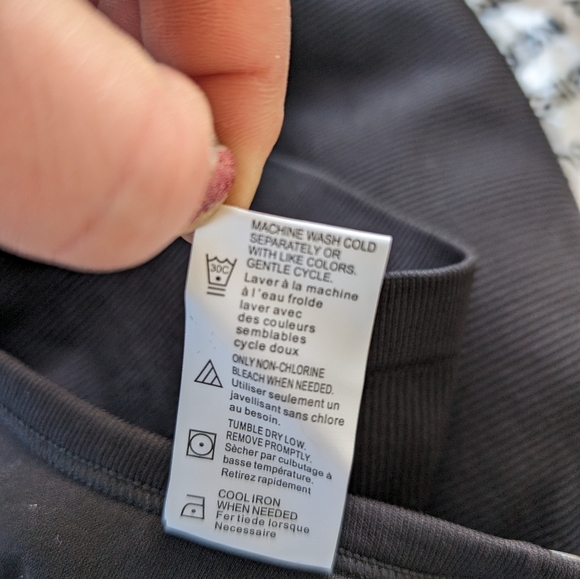 MACHINE WASH COLD
SEPARATELY OR
WITH LIKE COLORS.
GENTLE CYCLE.
30C
Laver à la machine
à l'eau froide
laver avec
des couleurs
semblables
cycle doux
ONLY NON-CHLORINE
BLEACH WHEN NEEDED.
Utiliser seulement un
javellisant sans chlore
au besoin.
TUMBLE DRY LOW.
REMOVE PROMPTLY.
Sècher par culbutage à
basse température.
Retirez rapidement
COOL IRON
WHEN NEEDED
Fer tiede lorsque
Necessaire